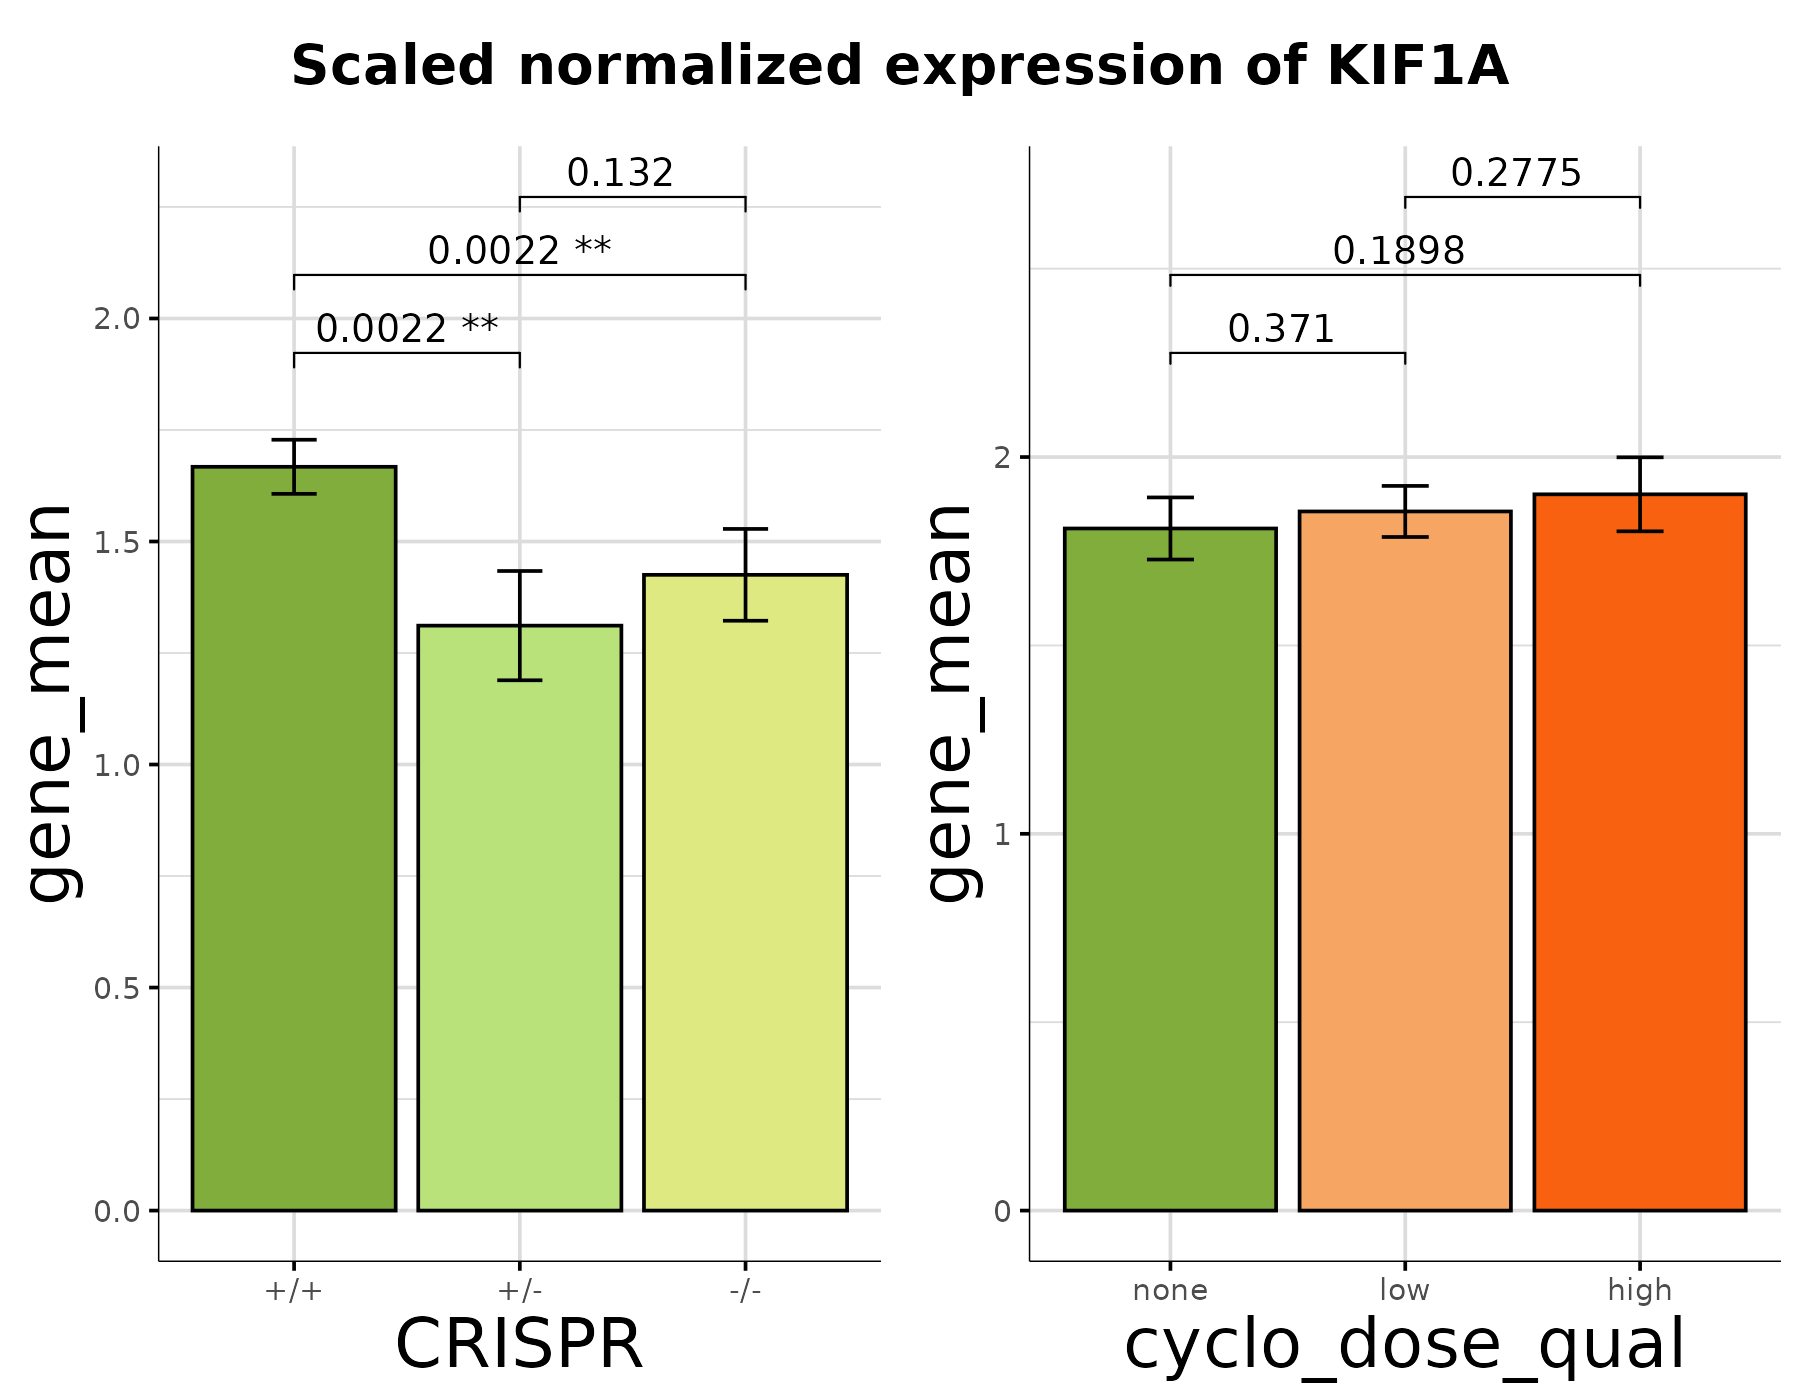 Scaled normalized expression of KIF1A
gene_mean
2.0
1.5
1.0
0.5
0.0
0.132
0.0022 **
0.0022 **
+/+ +/- -/-
CRISPR
gene_mean
2
1
0
0.2775
0.1898
0.371
none low high
cyclo_dose_qual